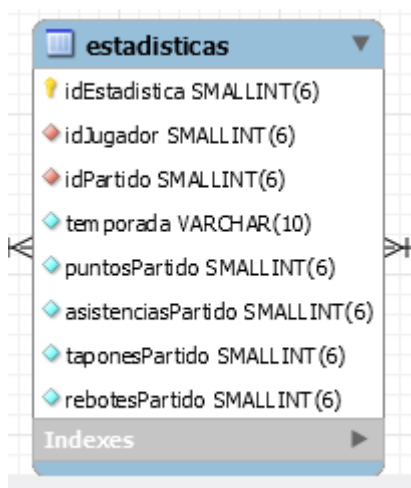 estadisticas
idEstadistica SMALLINT(6)
idJugador SMALLINT(6)
idPartido SMALLINT(6)
temporada VARCHAR(10)
puntosPartido SMALLINT(6)
asistenciasPartido SMALLINT(6)
taponesPartido SMALLINT(6)
rebotesPartido SMALLINT(6)
Indexes